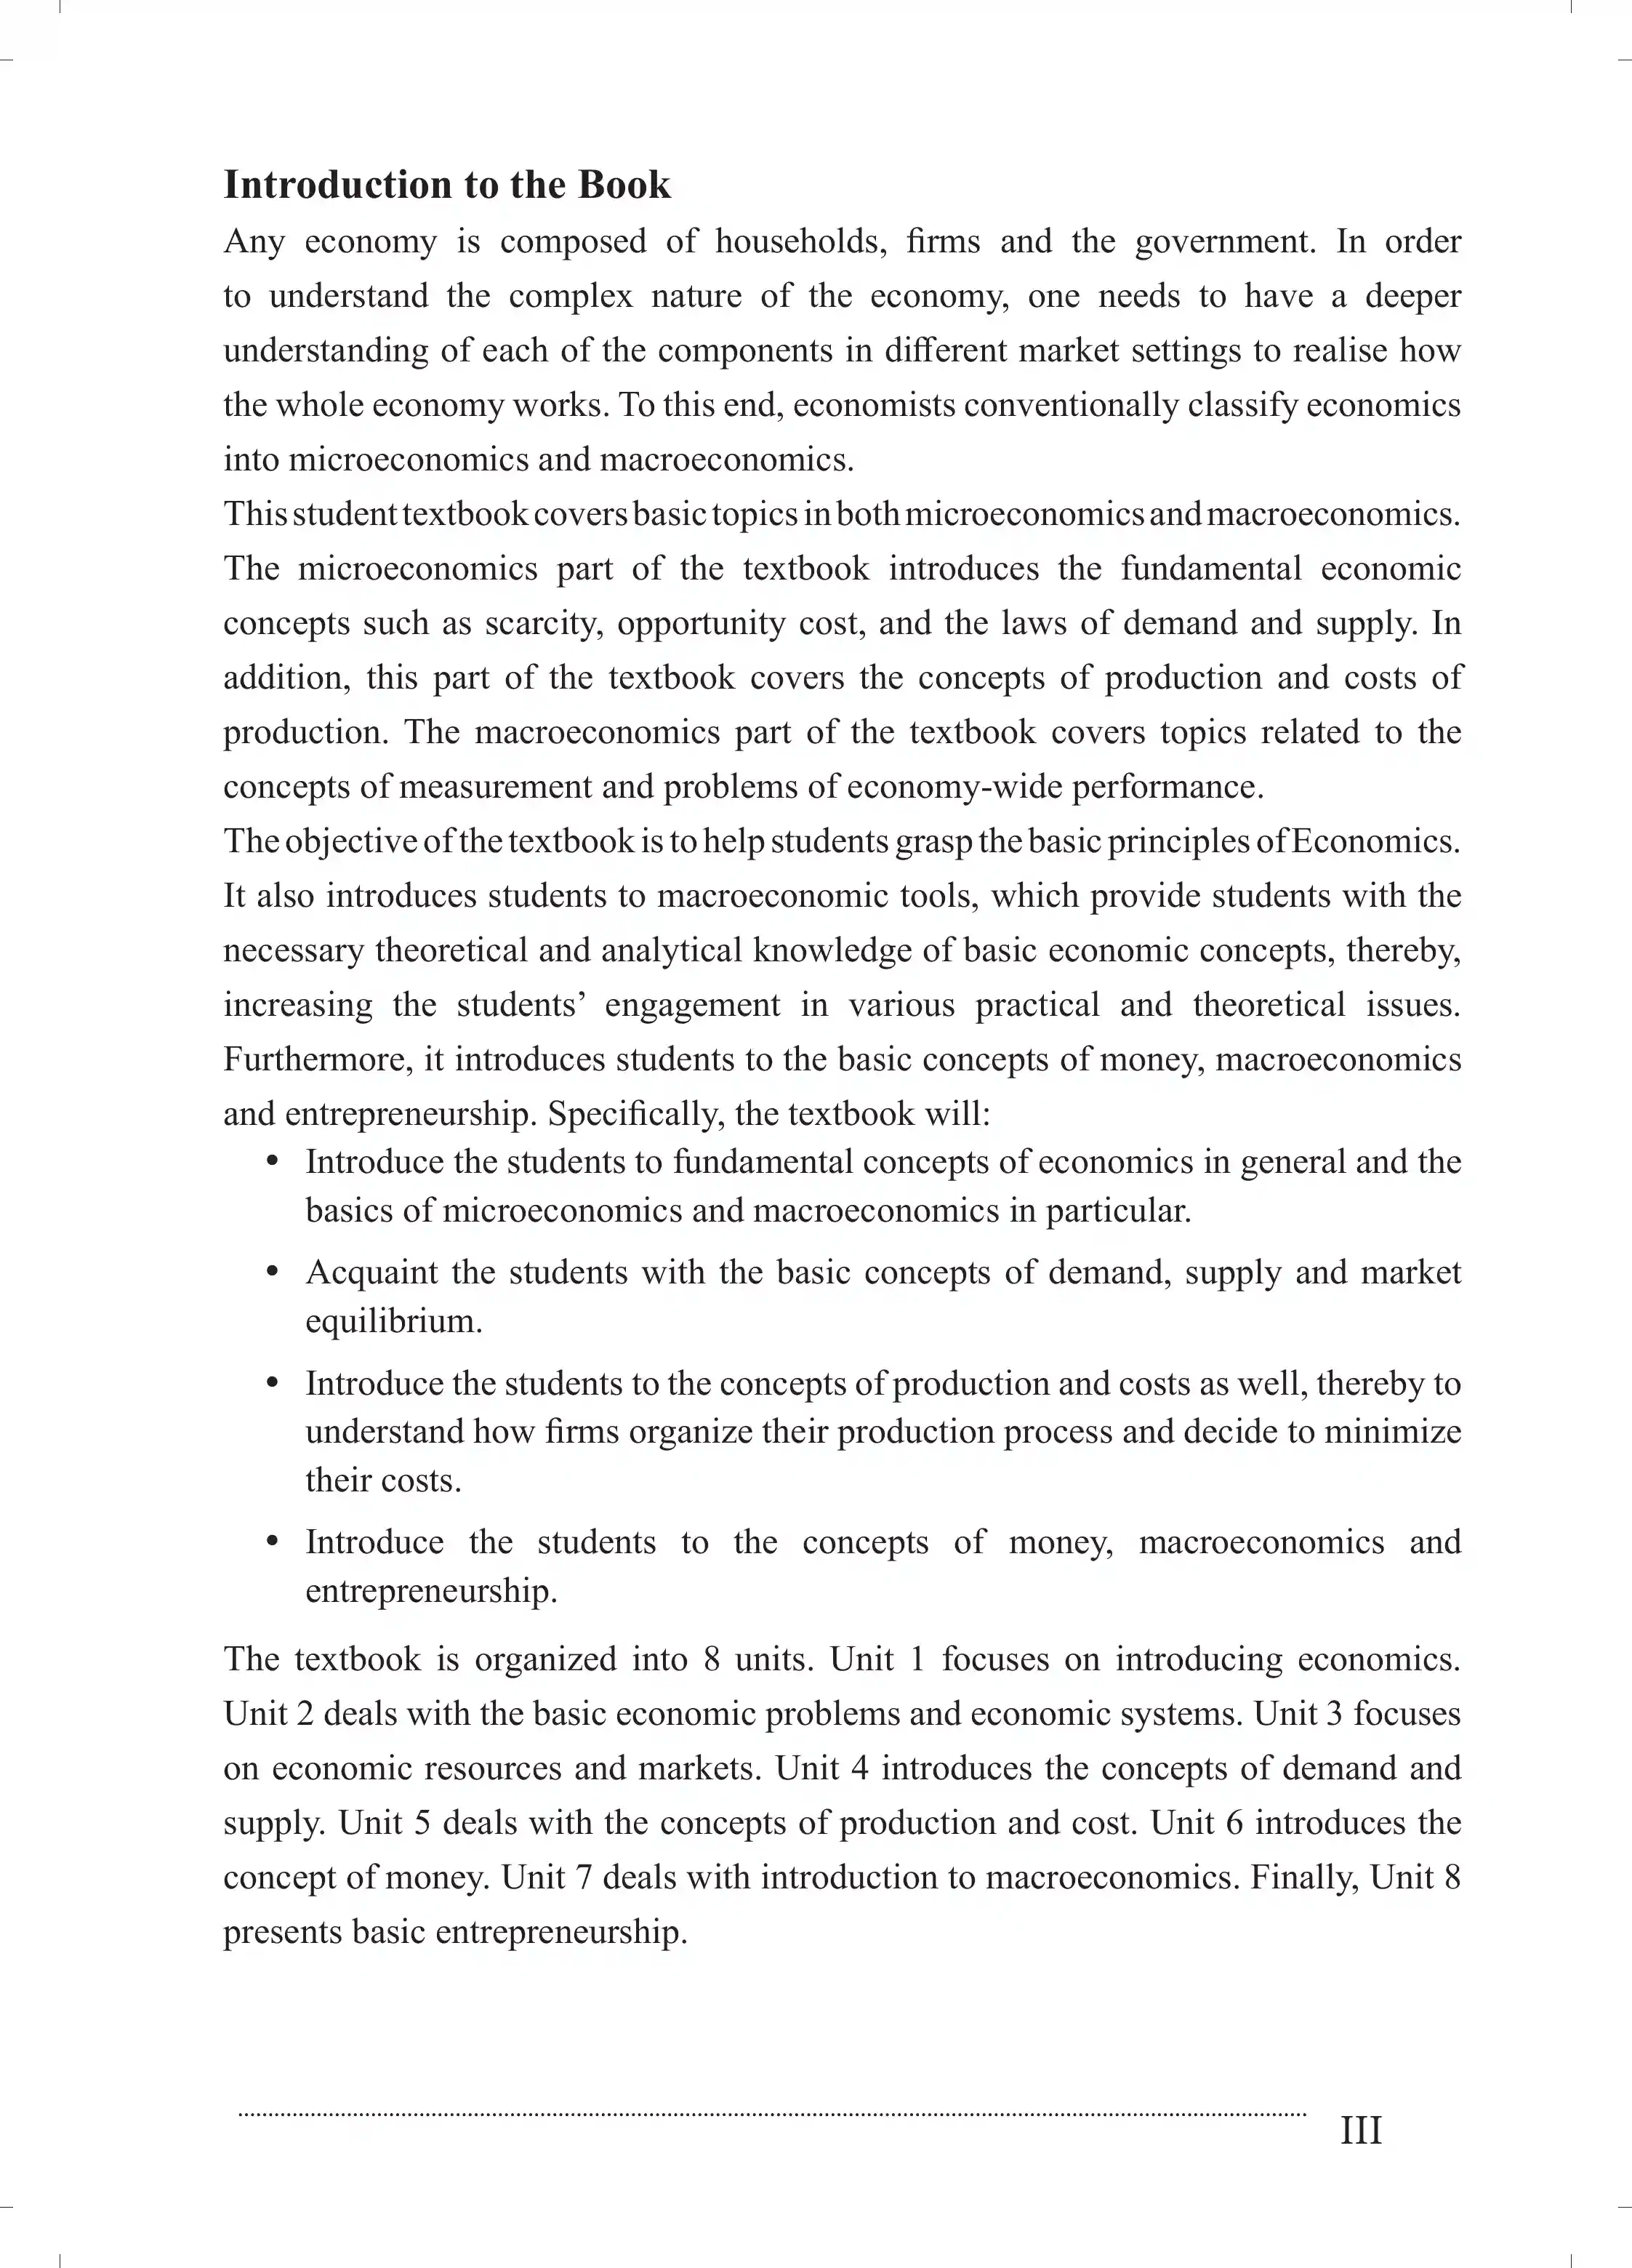 Introduction to the Book
Any economy is composed of households, firms and the government. In order
to understand the complex nature of the economy, one needs to have a deeper
understanding of each of the components in different market settings to realise how
the whole economy works. To this end, economists conventionally classify economics
into microeconomics and macroeconomics.
This student textbook covers basic topics in both microeconomics and macroeconomics.
The microeconomics part of the textbook introduces the fundamental economic
concepts such as scarcity, opportunity cost, and the laws of demand and supply. In
addition, this part of the textbook covers the concepts of production and costs of
production. The macroeconomics part of the textbook covers topics related to the
concepts of measurement and problems of economy-wide performance.
The objective of the textbook is to help students grasp the basic principles of Economics.
It also introduces students to macroeconomic tools, which provide students with the
necessary theoretical and analytical knowledge of basic economic concepts, thereby,
increasing the students’ engagement in various practical and theoretical issues.
Furthermore, it introduces students to the basic concepts of money, macroeconomics
and entrepreneurship. Specifically, the textbook will:
• Introduce the students to fundamental concepts of economics in general and the
basics of microeconomics and macroeconomics in particular.
• Acquaint the students with the basic concepts of demand, supply and market
equilibrium.
• Introduce the students to the concepts of production and costs as well, thereby to
understand how firms organize their production process and decide to minimize
their costs.
• Introduce the students to the concepts of money, macroeconomics and
entrepreneurship.
The textbook is organized into 8 units. Unit 1 focuses on introducing economics.
Unit 2 deals with the basic economic problems and economic systems. Unit 3 focuses
on economic resources and markets. Unit 4 introduces the concepts of demand and
supply. Unit 5 deals with the concepts of production and cost. Unit 6 introduces the
concept of money. Unit 7 deals with introduction to macroeconomics. Finally, Unit 8
presents basic entrepreneurship.
III